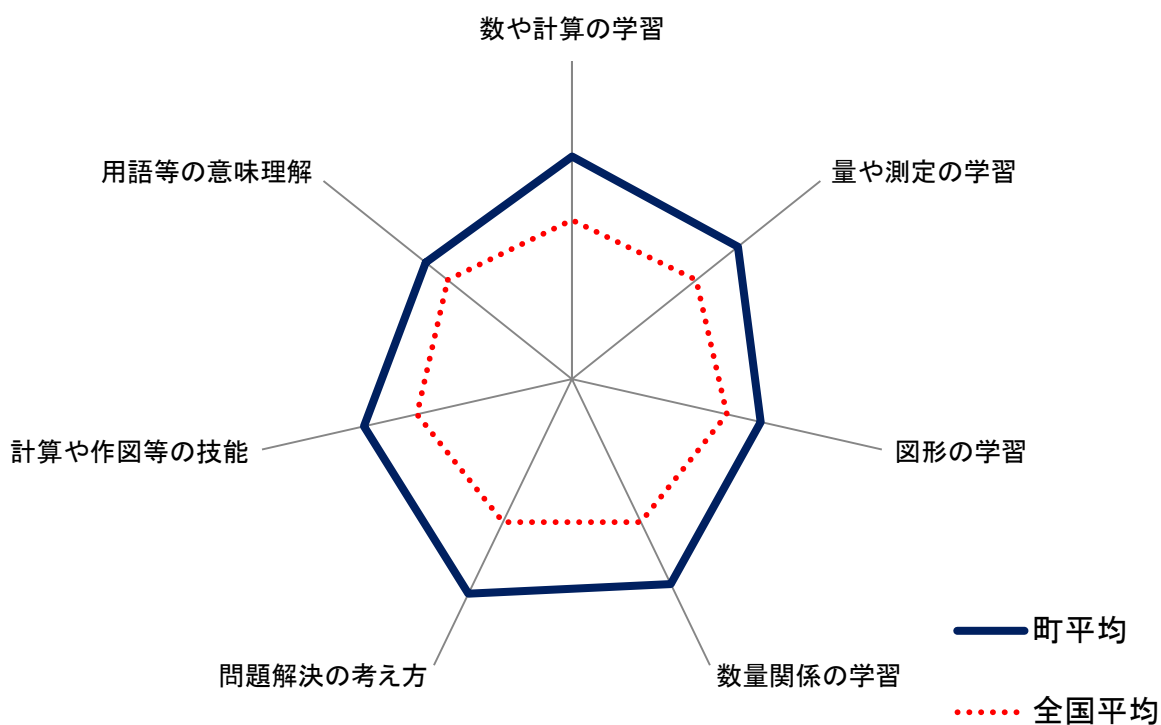 数や計算の学習
用語等の意味理解
量や測定の学習
計算や作図等の技能
図形の学習
問題解決の考え方
数量関係の学習
町平均
全国平均